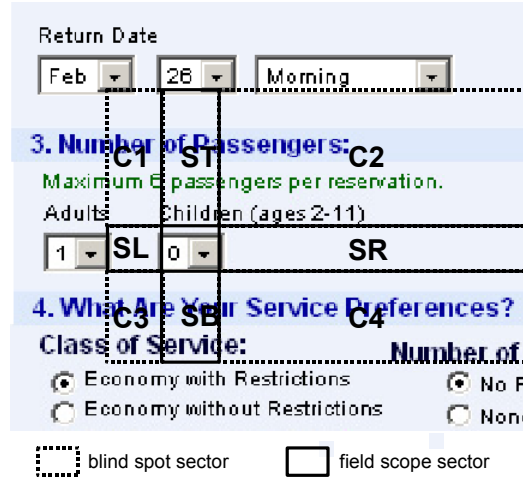 Return Date
Feb 26 Morning
3. Number of Passengers:
C1 ST C2
Maximum 6 passengers per reservation.
Adults Children (ages 2-11)
1 SL 0 SR
4. What Are Your Service Preferences?
C3 SB C4
Class of Service: Number of
Economy with Restrictions No
Economy without Restrictions
blind spot sector field scope sector